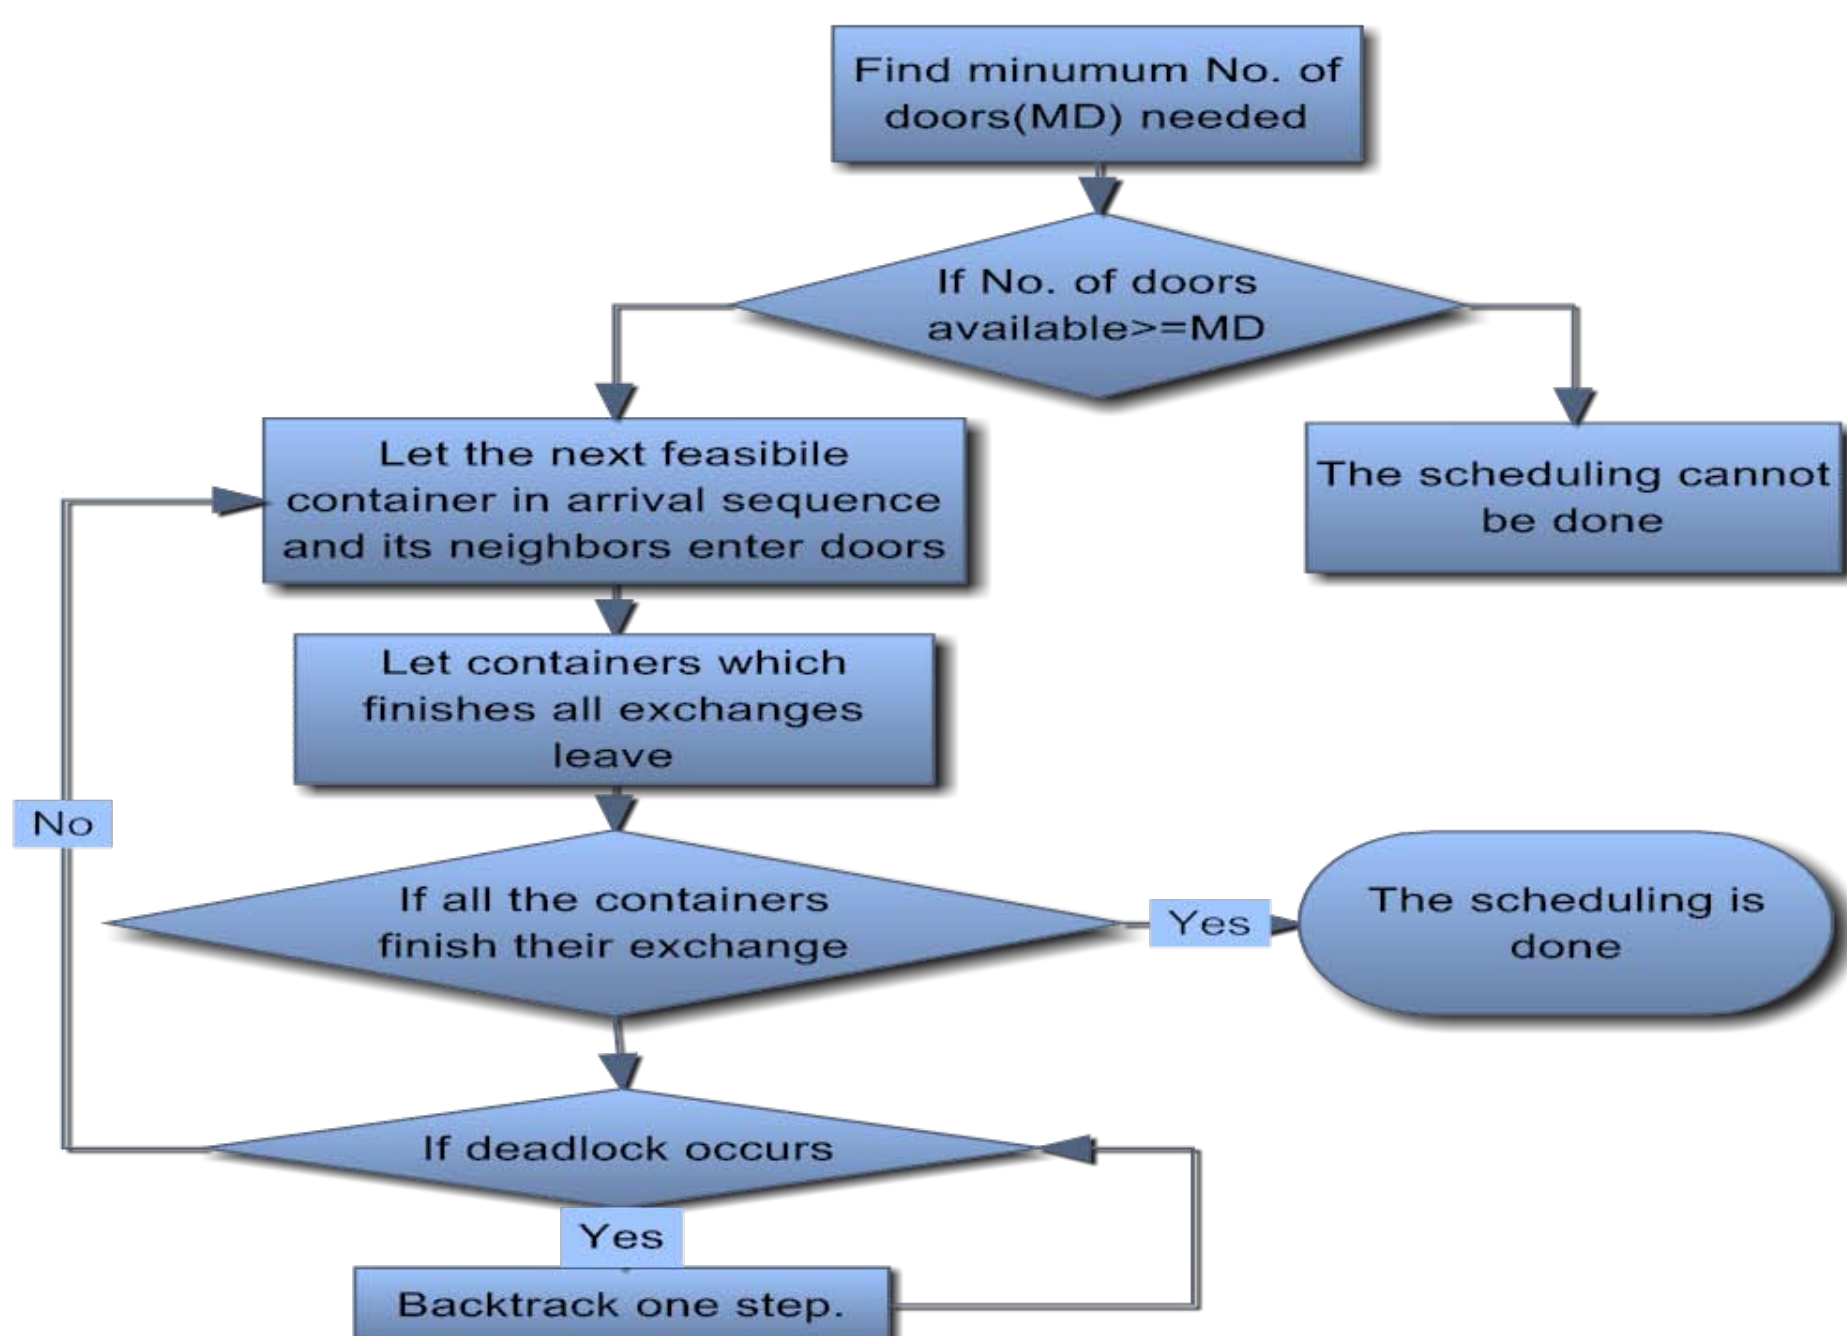 Find minumum No. of
doors(MD) needed
If No. of doors
available>=MD
Let the next feasibile
container in arrival sequence
and its neighbors enter doors
The scheduling cannot
be done
Let containers which
finishes all exchanges
leave
No
If all the containers
finish their exchange
Yes
The scheduling is
done
If deadlock occurs
Yes
Backtrack one step.